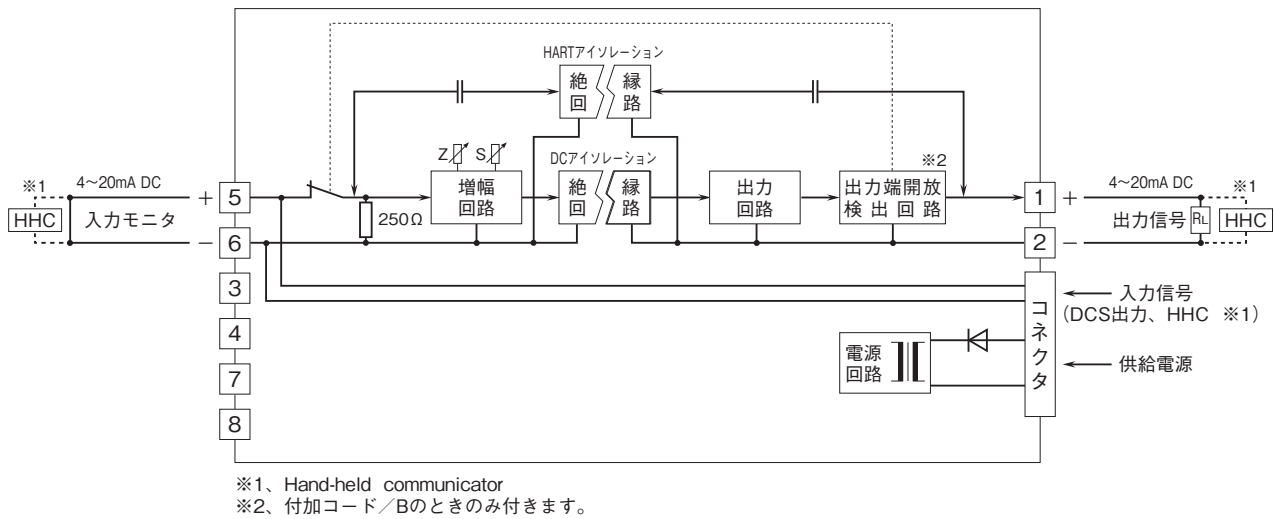 HARTアイソレーション
絶縁
回路
Z S DCアイソレーション ※2
※1 4~20mA DC + 5 増幅 絶縁 出力 出力端開放 1 + 4~20mA DC ※1
回路 回路 回路 検出回路
HHC 入力モニタ 250Ω 出力信号 RL HHC
− 6 2 −
3
入力信号
(DCS出力、HHC ※1)
4
コネクタ
電源
回路
供給電源
7
8
※1、Hand-held communicator
※2、付加コード/Bのときのみ付きます。